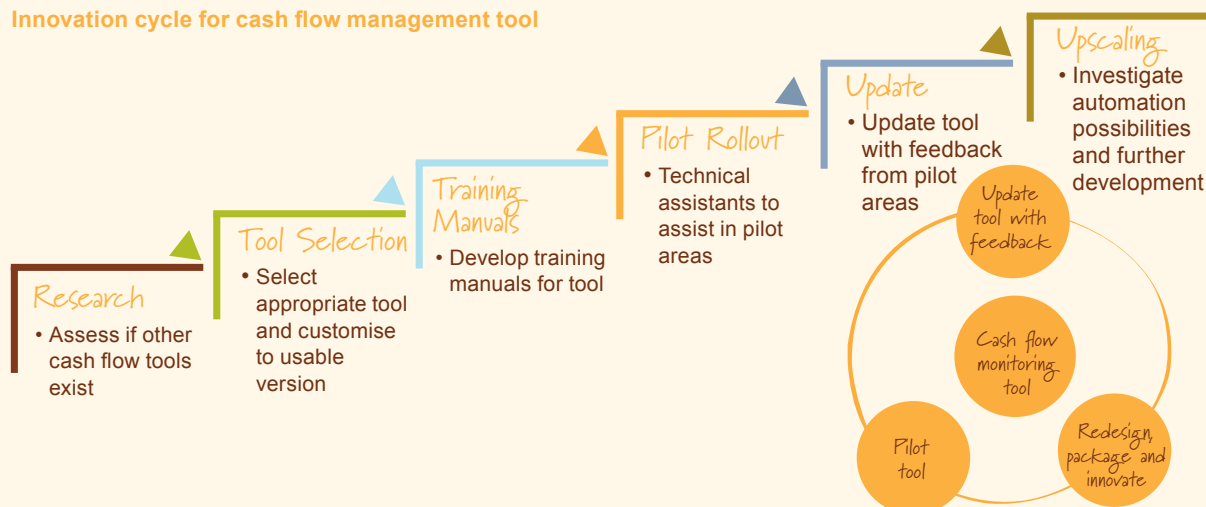 Innovation cycle for cash flow management tool
Research
• Assess if other
cash flow tools
exist
Tool Selection
• Select
appropriate tool
and customise
to usable
version
Training
Manuals
• Develop training
manuals for tool
Pilot Rollout
• Technical
assistants to
assist in pilot
areas
Update
• Update tool
with feedback
from pilot
areas
Upscaling
• Investigate
automation
possibilities
and further
development
Update
tool with
feedback
Cash flow
monitoring
tool
Pilot
tool
Redesign,
package and
innovate